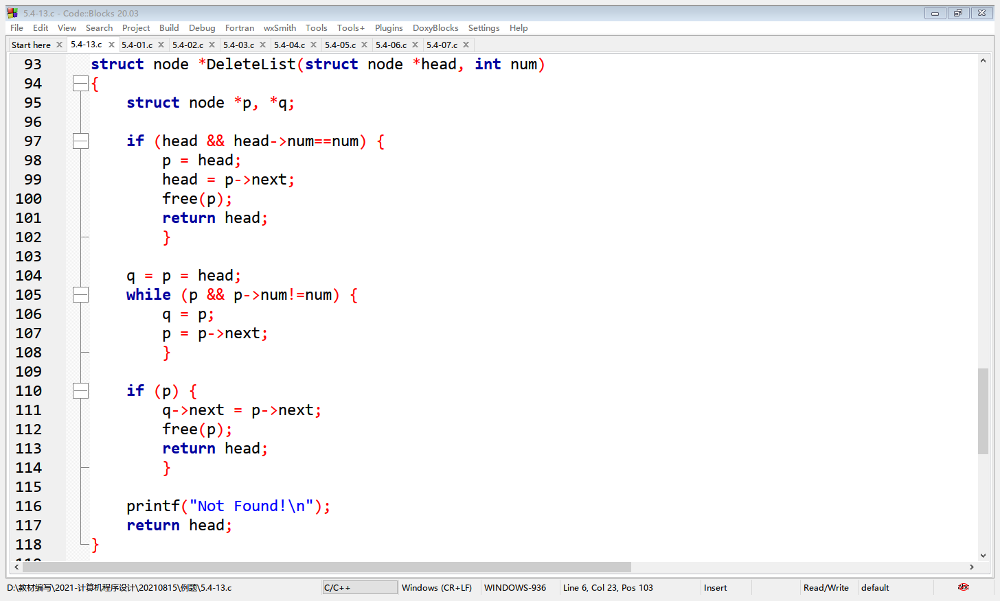 5.4-13.c - Code::Blocks 20.03
File Edit View Search Project Build Debug Fortran wxSmith Tools Tools+ Plugins DoxyBlocks Settings Help
Start here 5.4-13.c 5.4-01.c 5.4-02.c 5.4-03.c 5.4-04.c 5.4-05.c 5.4-06.c 5.4-07.c
93 struct node *DeleteList(struct node *head, int num)
94 {
95     struct node *p, *q;
96
97     if (head && head->num==num) {
98         p = head;
99         head = p->next;
100         free(p);
101         return head;
102         }
103
104     q = p = head;
105     while (p && p->num!=num) {
106         q = p;
107         p = p->next;
108         }
109
110     if (p) {
111         q->next = p->next;
112         free(p);
113         return head;
114         }
115
116     printf("Not Found!\n");
117     return head;
118 }
D:\教材编写\2021-计算机程序设计\20210815\例题\5.4-13.c C/C++ Windows (CR+LF) WINDOWS-936 Line 6, Col 23, Pos 103 Insert Read/Write default abc